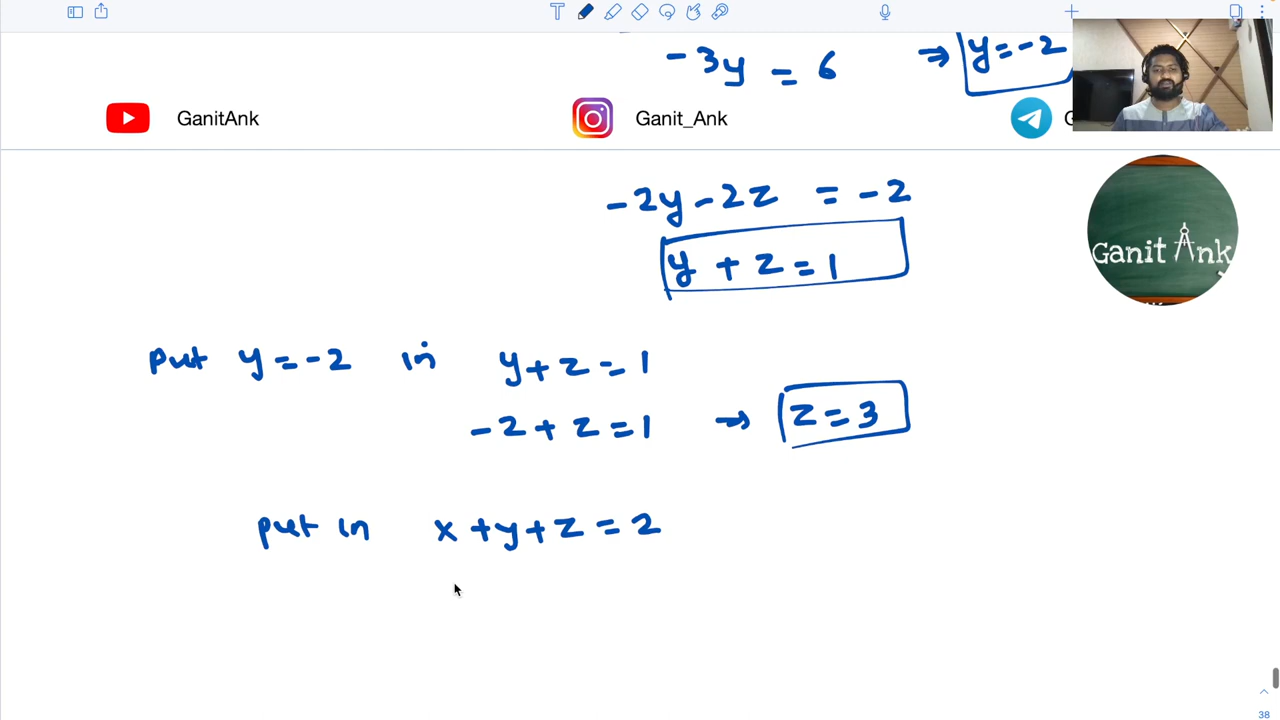 -3y = 6 ⇒ y=-2
GanitAnk Ganit_Ank G
-2y-2z = -2
y + z = 1
Ganit Ank
put y=-2 in y+z=1
-2+z=1 → z=3
put in x+y+z=2
38